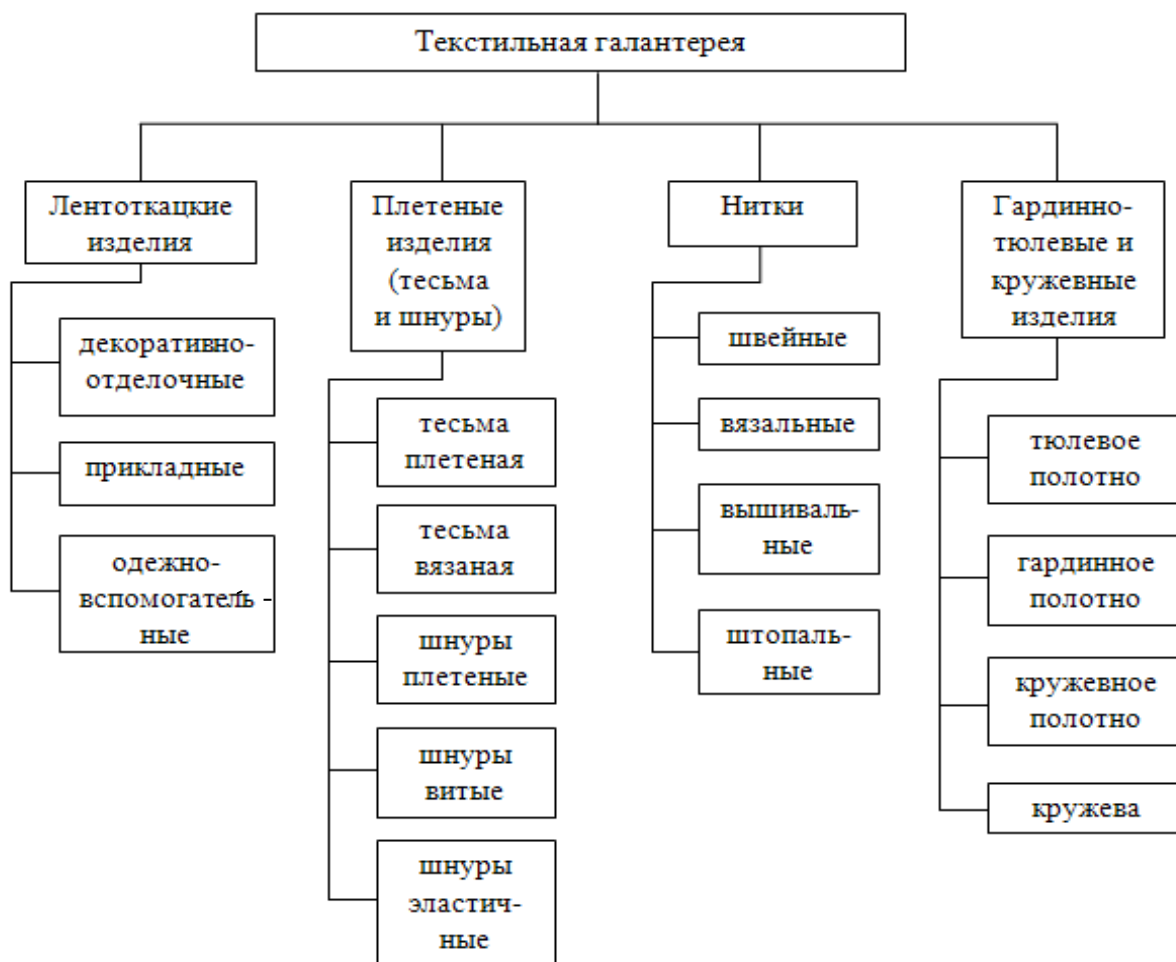 Текстильная галантерея
Лентоткацкие
изделия
декоративно-
отделочные
прикладные
одежно-
вспомогатель -
ные
Плетеные
изделия
(тесьма
и шнуры)
тесьма
плетеная
тесьма
вязаная
шнуры
плетеные
шнуры
витые
шнуры
эластич-
ные
Нитки
швейные
вязальные
вышиваль-
ные
штопаль-
ные
Гардинно-
тюлевые и
кружевные
изделия
тюлевое
полотно
гардинное
полотно
кружевное
полотно
кружева